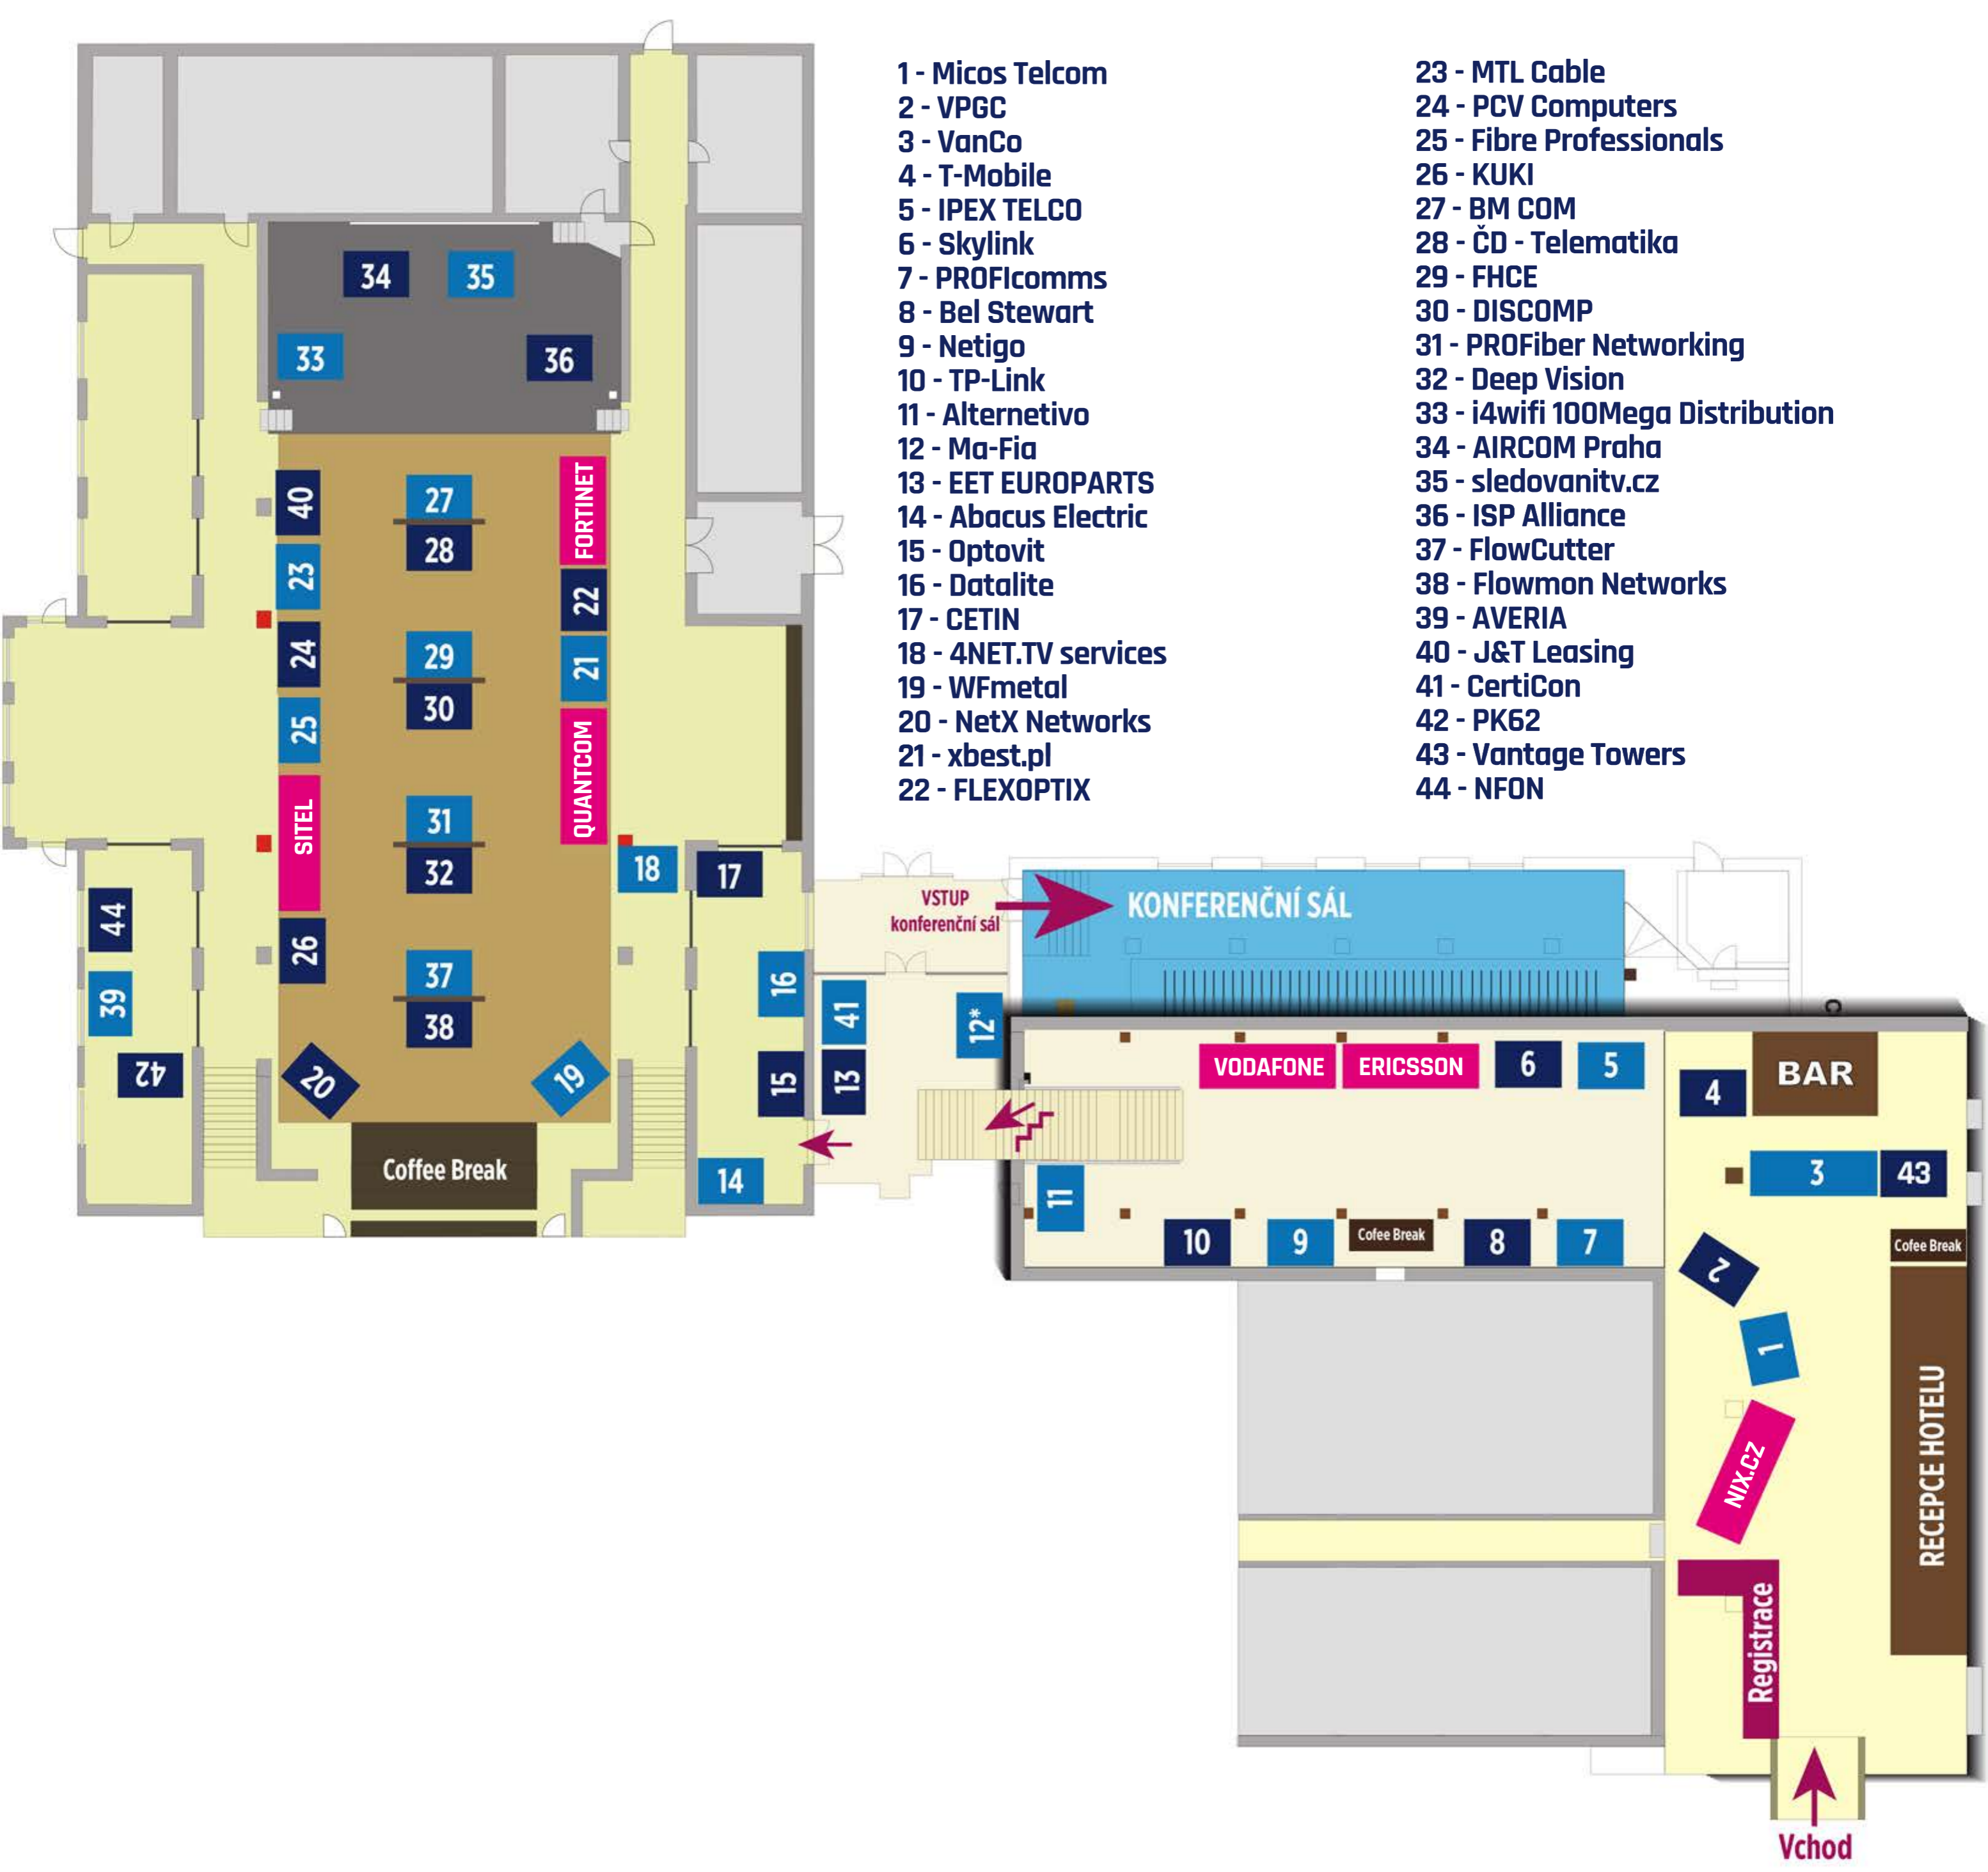 1 - Micos Telcom
2 - VPGC
3 - VanCo
4 - T-Mobile
5 - IPEX TELCO
6 - Skylink
7 - PROFIcomms
8 - Bel Stewart
9 - Netigo
10 - TP-Link
11 - Alternetivo
12 - Ma-Fia
13 - EET EUROPARTS
14 - Abacus Electric
15 - Optovit
16 - Datalite
17 - CETIN
18 - 4NET.TV services
19 - WFmetal
20 - NetX Networks
21 - xbest.pl
22 - FLEXOPTIX
23 - MTL Cable
24 - PCV Computers
25 - Fibre Professionals
26 - KUKI
27 - BM COM
28 - ČD - Telematika
29 - FHCE
30 - DISCOMP
31 - PROFiber Networking
32 - Deep Vision
33 - i4wifi 100Mega Distribution
34 - AIRCOM Praha
35 - sledovanitv.cz
36 - ISP Alliance
37 - FlowCutter
38 - Flowmon Networks
39 - AVERIA
40 - J&T Leasing
41 - CertiCon
42 - PK62
43 - Vantage Towers
44 - NFON
34
35
33
36
40
27
28
FORTINET
23
22
24
29
30
21
25
QUANTCOM
SITEL
31
32
18
17
44
26
39
37
38
16
42
20
19
15
14
Coffee Break
VSTUP
konferenční sál
KONFERENČNÍ SÁL
41
12*
13
11
VODAFONE
ERICSSON
6
5
4
BAR
3
43
10
9
Cofee Break
8
7
2
Cofee Break
1
NIX.CZ
RECEPCE HOTELU
Registrace
Vchod
C